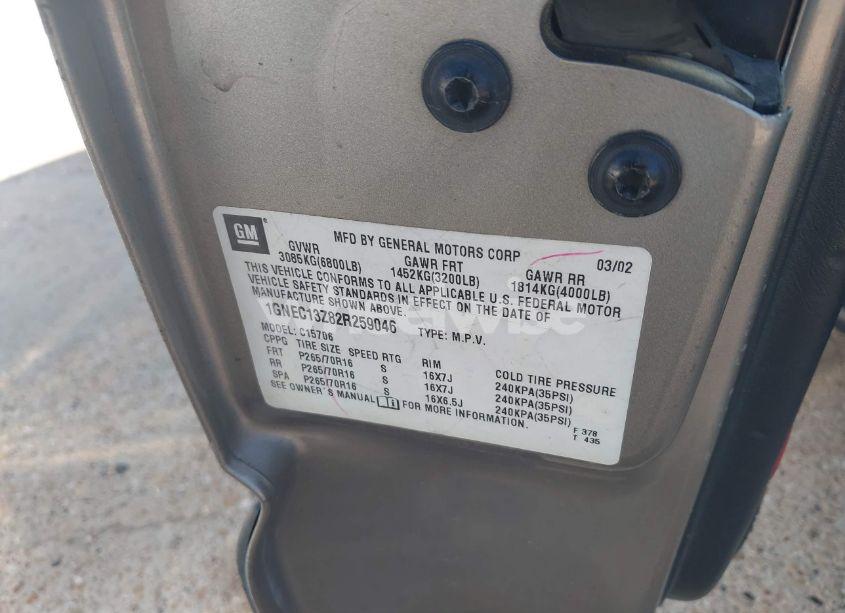 GM
MFD BY GENERAL MOTORS CORP 03/02
GVWR GAWR FRT GAWR RR
3085KG(6800LB) 1452KG(3200LB) 1814KG(4000LB)
THIS VEHICLE CONFORMS TO ALL APPLICABLE U.S. FEDERAL MOTOR
VEHICLE SAFETY STANDARDS IN EFFECT ON THE DATE OF
MANUFACTURE SHOWN ABOVE.
1GNEC13Z82R259046 TYPE: M.P.V.
MODEL: C15706
CPPG TIRE SIZE SPEED RTG RIM COLD TIRE PRESSURE
FRT P265/70R16 S 16X7J 240KPA(35PSI)
RR P265/70R16 S 16X7J 240KPA(35PSI)
SPA P265/70R16 S 16X6.5J 240KPA(35PSI)
SEE OWNER'S MANUAL FOR MORE INFORMATION.
F 378
T 435